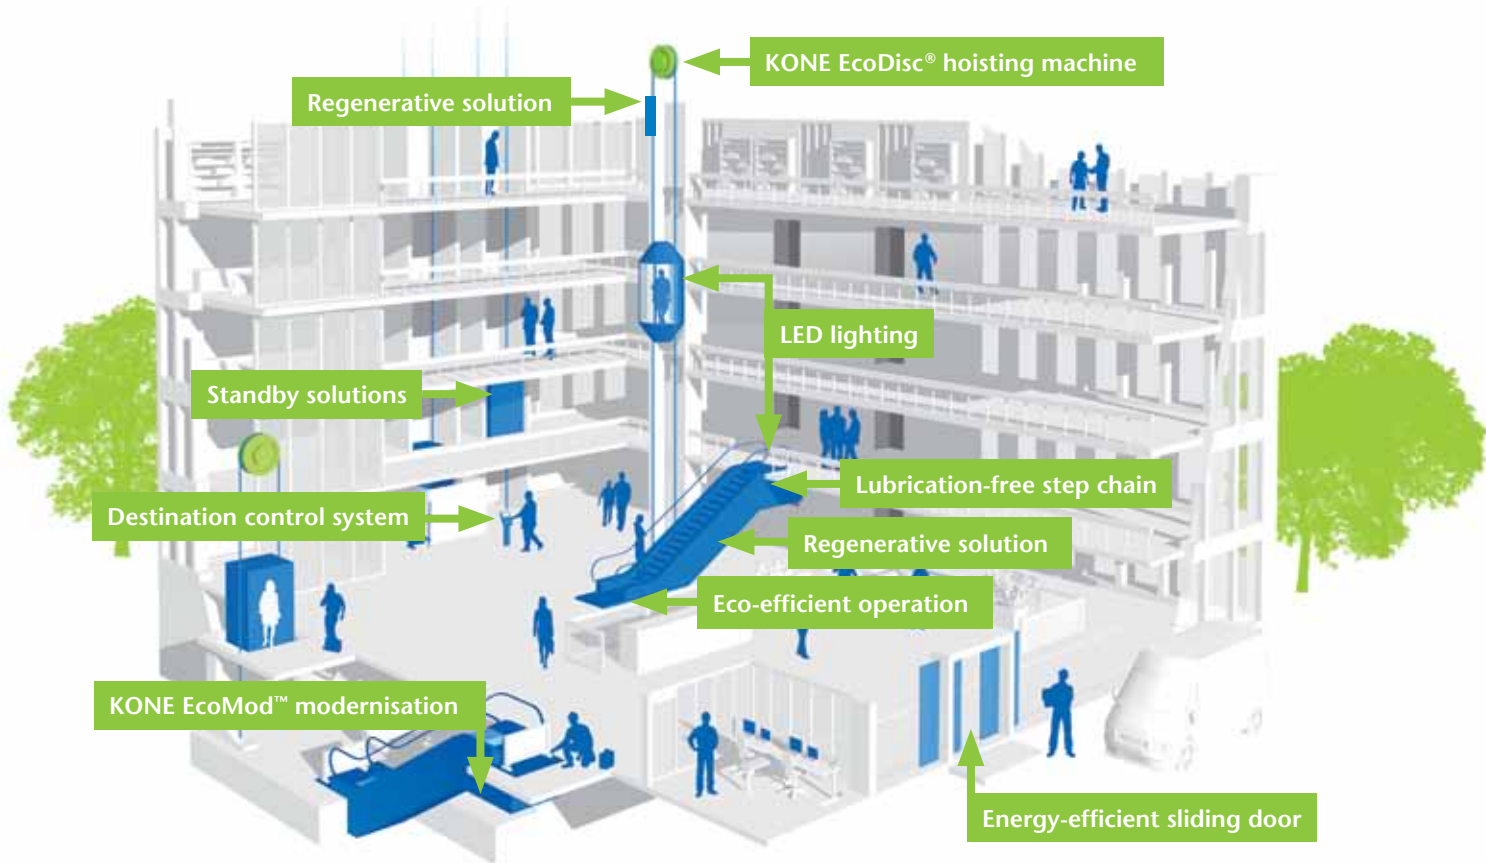 KONE EcoDisc® hoisting machine
Regenerative solution
LED lighting
Standby solutions
Lubrication-free step chain
Destination control system
Regenerative solution
Eco-efficient operation
KONE EcoMod™ modernisation
Energy-efficient sliding door